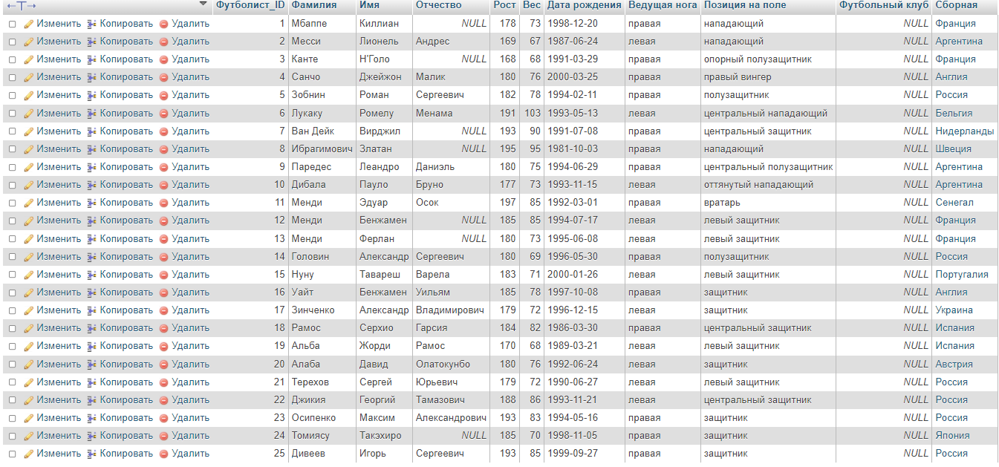 ←T→ Футболист_ID Фамилия Имя Отчество Рост Вес Дата рождения Ведущая нога Позиция на поле Футбольный клуб Сборная
Изменить Копировать Удалить 1 Мбаппе Киллиан NULL 178 73 1998-12-20 правая нападающий NULL Франция
Изменить Копировать Удалить 2 Месси Лионель Андрес 169 67 1987-06-24 левая нападающий NULL Аргентина
Изменить Копировать Удалить 3 Канте Н'Голо NULL 168 68 1991-03-29 правая опорный полузащитник NULL Франция
Изменить Копировать Удалить 4 Санчо Джейжон Малик 180 76 2000-03-25 правая правый вингер NULL Англия
Изменить Копировать Удалить 5 Зобнин Роман Сергеевич 182 78 1994-02-11 правая полузащитник NULL Россия
Изменить Копировать Удалить 6 Лукаку Ромелу Менама 191 103 1993-05-13 левая центральный нападающий NULL Бельгия
Изменить Копировать Удалить 7 Ван Дейк Вирджил NULL 193 90 1991-07-08 правая центральный защитник NULL Нидерланды
Изменить Копировать Удалить 8 Ибрагимович Златан NULL 195 95 1981-10-03 правая нападающий NULL Швеция
Изменить Копировать Удалить 9 Паредес Леандро Даниэль 180 75 1994-06-29 правая центральный полузащитник NULL Аргентина
Изменить Копировать Удалить 10 Дибала Пауло Бруно 177 73 1993-11-15 левая оттянутый нападающий NULL Аргентина
Изменить Копировать Удалить 11 Менди Эдуар Осок 197 85 1992-03-01 правая вратарь NULL Сенегал
Изменить Копировать Удалить 12 Менди Бенжамен NULL 185 85 1994-07-17 левая левый защитник NULL Франция
Изменить Копировать Удалить 13 Менди Ферлан NULL 180 73 1995-06-08 левая левый защитник NULL Франция
Изменить Копировать Удалить 14 Головин Александр Сергеевич 180 69 1996-05-30 правая полузащитник NULL Россия
Изменить Копировать Удалить 15 Нуну Тавареш Варела 183 71 2000-01-26 левая левый защитник NULL Португалия
Изменить Копировать Удалить 16 Уайт Бенжамен Уильям 185 78 1997-10-08 правая защитник NULL Англия
Изменить Копировать Удалить 17 Зинченко Александр Владимирович 179 72 1996-12-15 левая защитник NULL Украина
Изменить Копировать Удалить 18 Рамос Серхио Гарсия 184 82 1986-03-30 правая центральный защитник NULL Испания
Изменить Копировать Удалить 19 Альба Жорди Рамос 170 68 1989-03-21 левая левый защитник NULL Испания
Изменить Копировать Удалить 20 Алаба Давид Олатокунбо 180 76 1992-06-24 левая защитник NULL Австрия
Изменить Копировать Удалить 21 Терехов Сергей Юрьевич 179 72 1990-06-27 левая левый защитник NULL Россия
Изменить Копировать Удалить 22 Джикия Георгий Тамазович 188 86 1993-11-21 левая центральный защитник NULL Россия
Изменить Копировать Удалить 23 Осипенко Максим Александрович 193 83 1994-05-16 правая защитник NULL Россия
Изменить Копировать Удалить 24 Томиясу Такэхиро NULL 185 70 1998-11-05 правая защитник NULL Япония
Изменить Копировать Удалить 25 Дивеев Игорь Сергеевич 193 85 1999-09-27 правая защитник NULL Россия